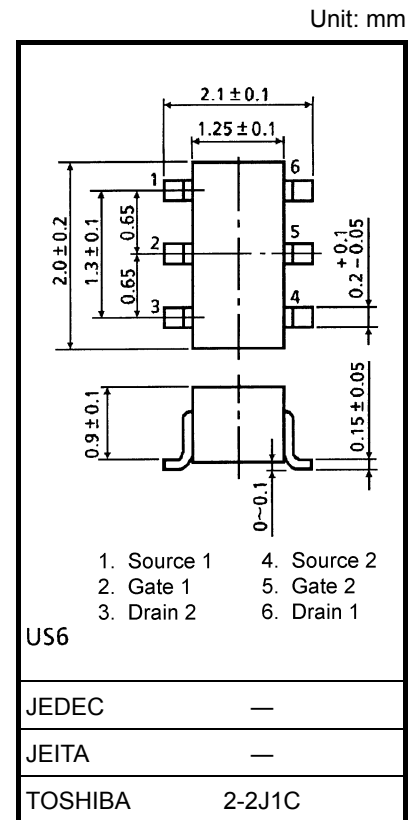 Unit: mm
2.1±0.1
1.25±0.1
1
6
2
5
3
4
2.0±0.2
1.3±0.1
0.65
0.65
+0.1
0.2-0.05
0.9±0.1
0.15±0.05
0~0.1
1. Source 1
2. Gate 1
3. Drain 2
4. Source 2
5. Gate 2
6. Drain 1
US6
JEDEC —
JEITA —
TOSHIBA 2-2J1C